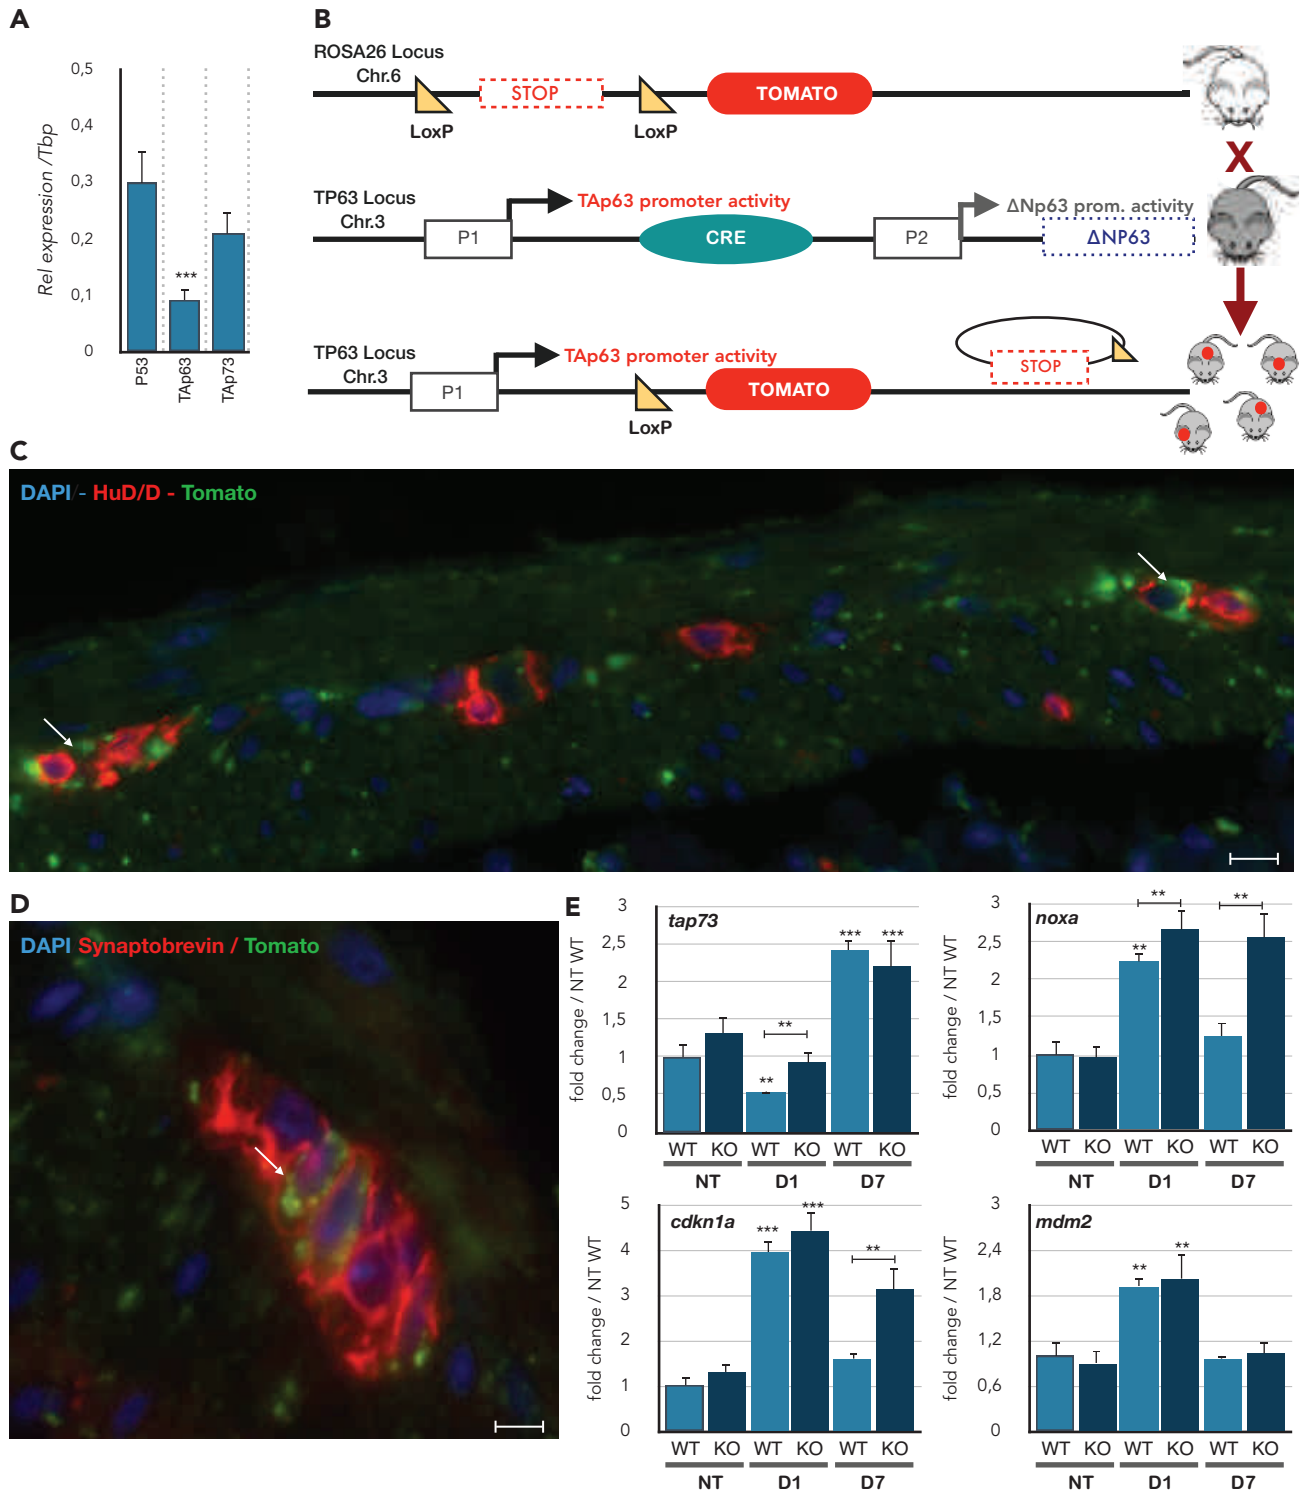 A
0,5
0,4
0,3
0,2
0,1
0
Rel expression /Tbp
***
P53
TAp63
TAp73
B
ROSA26 Locus
Chr.6
STOP
TOMATO
LoxP
LoxP
X
TP63 Locus
Chr.3
TAp63 promoter activity
ΔNp63 prom. activity
P1
CRE
P2
ΔNP63
TP63 Locus
Chr.3
TAp63 promoter activity
STOP
P1
TOMATO
LoxP
C
DAPI/- HuD/D - Tomato
D
DAPI Synaptobrevin / Tomato
E
tap73
fold change / NT WT
3
2,5
2
1,5
1
0,5
0
**
**
***
***
WT
KO
WT
KO
WT
KO
NT
D1
D7
noxa
fold change / NT WT
3
2,5
2
1,5
1
0,5
0
**
**
**
WT
KO
WT
KO
WT
KO
NT
D1
D7
cdkn1a
fold change / NT WT
5
4
3
2
1
0
***
***
**
WT
KO
WT
KO
WT
KO
NT
D1
D7
mdm2
fold change / NT WT
3
2,4
1,8
1,2
0,6
0
**
**
WT
KO
WT
KO
WT
KO
NT
D1
D7